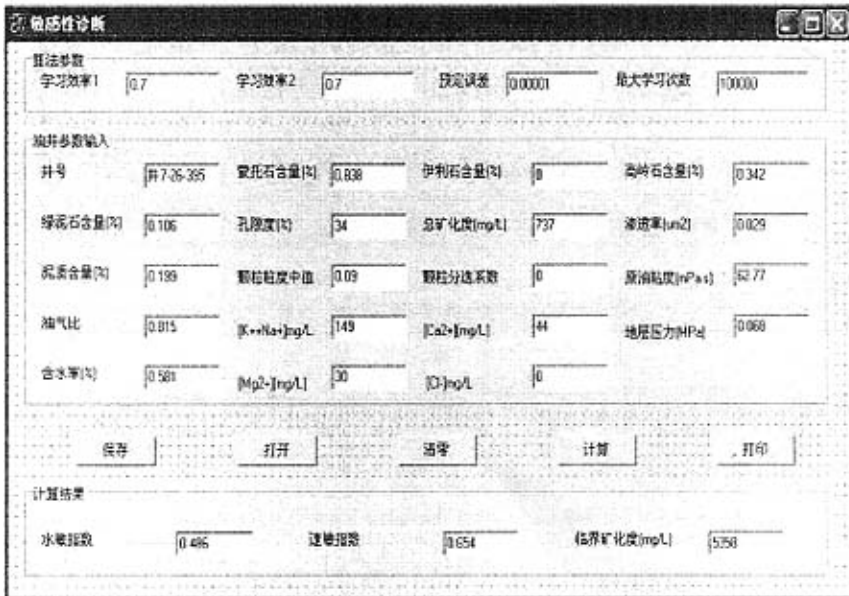 敏感性诊断
算法参数
学习效率1 0.7 学习效率2 0.7 预定误差 0.00001 最大学习次数 100000
油井参数输入
井号 井7-26-395 蒙托石含量(%) 0.838 伊利石含量(%) 0 高岭石含量(%) 0.342
绿泥石含量(%) 0.106 孔隙度(%) 34 总矿化度(mg/L) 737 渗透率(um2) 0.029
泥质含量(%) 0.199 颗粒粒度中值 0.09 颗粒分选系数 0 原油粘度(mPa.s) 62.77
油气比 0.815 [K++Na+]mg/L 149 [Ca2+](mg/L) 44 地层压力(MPa) 0.068
含水率(%) 0.581 [Mp2+](mg/L) 30 [Cl-]mg/L 0
保存 打开 清零 计算 打印
计算结果
水敏指数 0.486 速敏指数 0.654 临界矿化度(mg/L) 5358